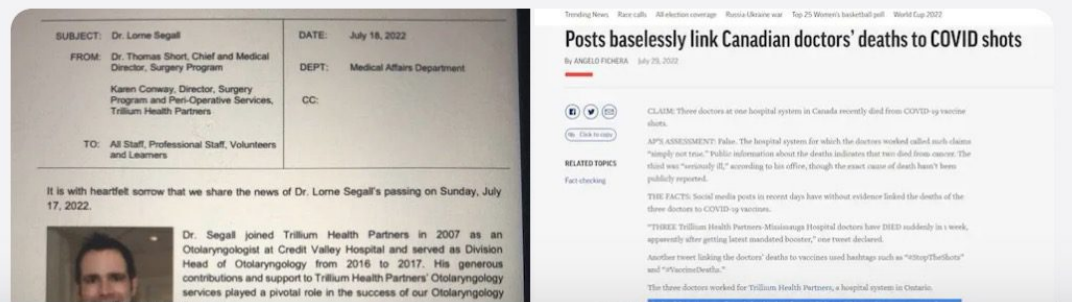 SUBJECT: Dr. Lorne Segall
DATE: July 18, 2022
FROM: Dr. Thomas Short, Chief and Medical
Director, Surgery Program
DEPT: Medical Affairs Department
Karen Conway, Director, Surgery
Program and Peri-Operative Services,
Trillium Health Partners
CC:
TO: All Staff, Professional Staff, Volunteers
and Learners
It is with heartfelt sorrow that we share the news of Dr. Lorne Segall's passing on Sunday, July
17, 2022.
Dr. Segall joined Trillium Health Partners in 2007 as an
Otolaryngologist at Credit Valley Hospital and served as Division
Head of Otolaryngology from 2016 to 2017. His generous
contributions and support to Trillium Health Partners' Otolaryngology
services played a pivotal role in the success of our Otolaryngology
Trending News Race calls All election coverage Russia-Ukraine war Top 25 Women's basketball poll World Cup 2022
Posts baselessly link Canadian doctors' deaths to COVID shots
By ANGELO FICHERA July 29, 2022
Click to copy
RELATED TOPICS
Fact-checking
CLAIM: Three doctors at one hospital system in Canada recently died from COVID-19 vaccine
shots.
AP'S ASSESSMENT: False. The hospital system for which the doctors worked called such claims
"simply not true." Public information about the deaths indicates that two died from cancer. The
third was "seriously ill," according to his office, though the exact cause of death hasn't been
publicly reported.
THE FACTS: Social media posts in recent days have without evidence linked the deaths of the
three doctors to COVID-19 vaccines.
"THREE Trillium Health Partners-Mississauga Hospital doctors have DIED suddenly in 1 week,
apparently after getting latest mandated booster," one tweet declared.
Another tweet linking the doctors' deaths to vaccines used hashtags such as "#StopTheShots"
and "#VaccineDeaths."
The three doctors worked for Trillium Health Partners, a hospital system in Ontario.